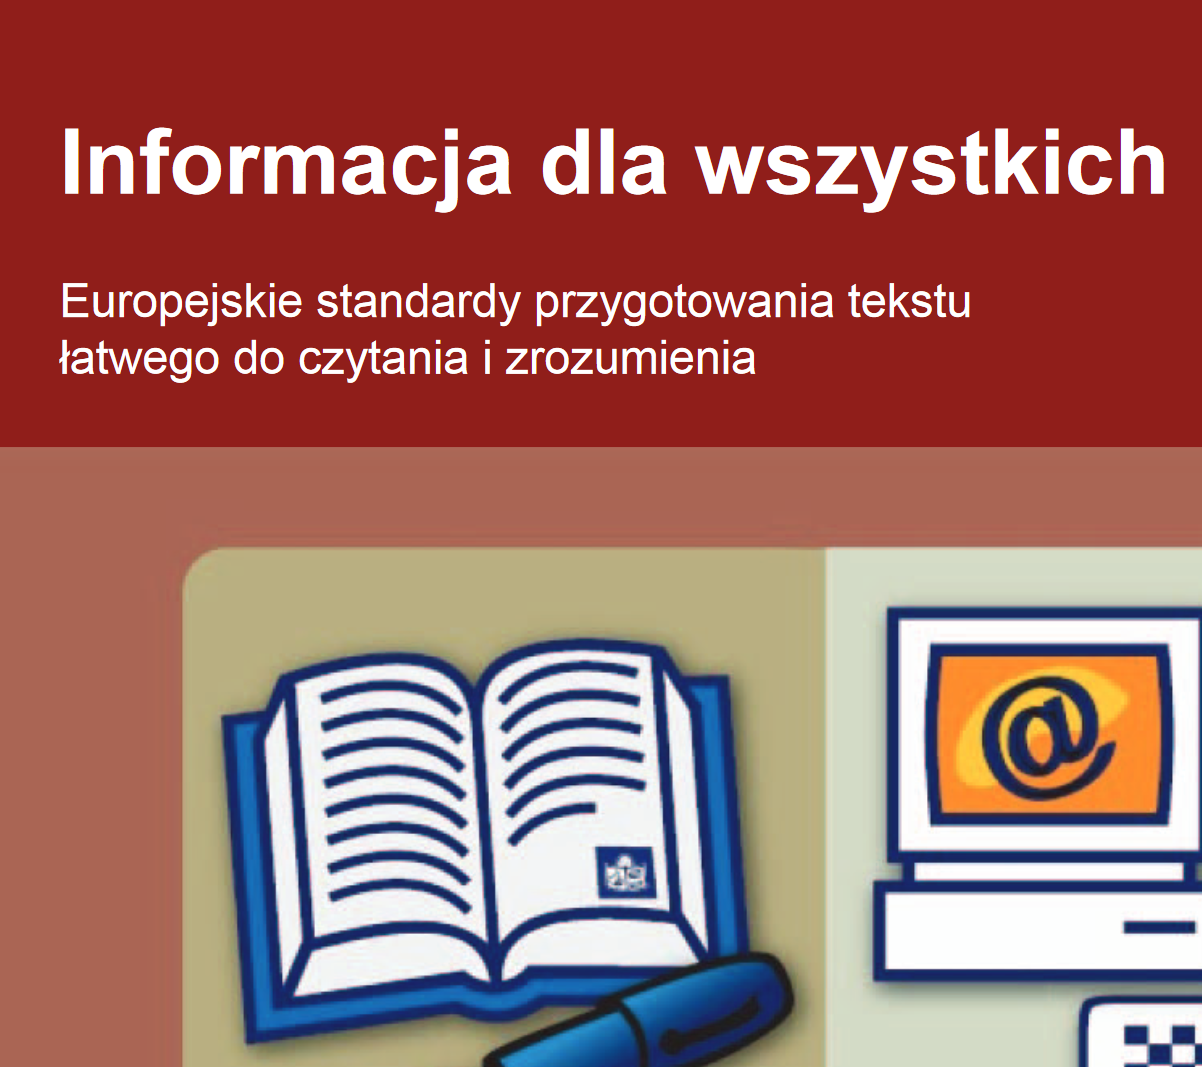 Informacja dla wszystkich
Europejskie standardy przygotowania tekstu
łatwego do czytania i zrozumienia
@